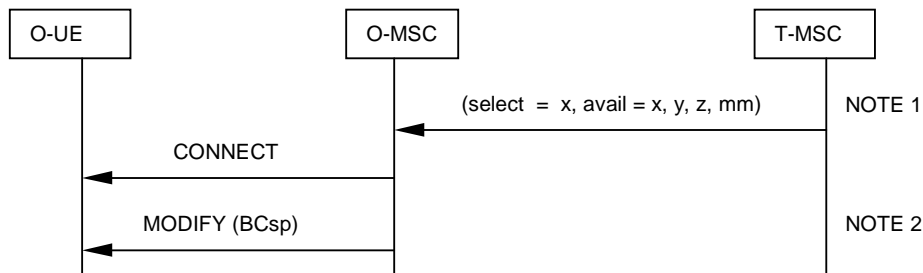 O-UE
O-MSC
T-MSC
(select = x, avail = x, y, z, mm)
NOTE 1
CONNECT
MODIFY (BCsp)
NOTE 2